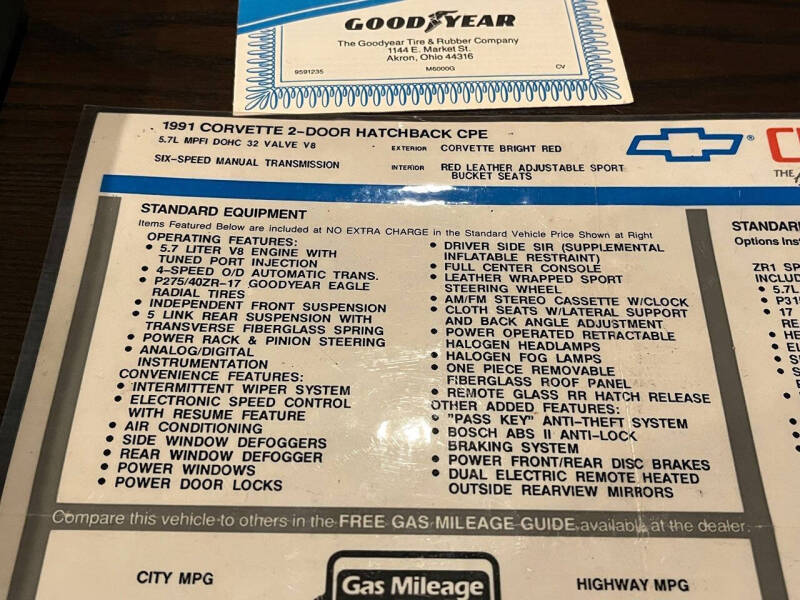 GOODYEAR
The Goodyear Tire & Rubber Company
1144 E. Market St.
Akron, Ohio 44316
9591235 M6000G CV
1991 CORVETTE 2-DOOR HATCHBACK CPE
5.7L MPFI DOHC 32 VALVE V8
SIX-SPEED MANUAL TRANSMISSION
EXTERIOR CORVETTE BRIGHT RED
INTERIOR RED LEATHER ADJUSTABLE SPORT
BUCKET SEATS
C
THE
STANDARD EQUIPMENT
Items Featured Below are included at NO EXTRA CHARGE in the Standard Vehicle Price Shown at Right
OPERATING FEATURES:
• 5.7 LITER V8 ENGINE WITH
TUNED PORT INJECTION
• 4-SPEED O/D AUTOMATIC TRANS.
• P275/40ZR-17 GOODYEAR EAGLE
RADIAL TIRES
• INDEPENDENT FRONT SUSPENSION
• 5 LINK REAR SUSPENSION WITH
TRANSVERSE FIBERGLASS SPRING
• POWER RACK & PINION STEERING
• ANALOG/DIGITAL
INSTRUMENTATION
CONVENIENCE FEATURES:
• INTERMITTENT WIPER SYSTEM
• ELECTRONIC SPEED CONTROL
WITH RESUME FEATURE
• AIR CONDITIONING
• SIDE WINDOW DEFOGGERS
• REAR WINDOW DEFOGGER
• POWER WINDOWS
• POWER DOOR LOCKS
• DRIVER SIDE SIR (SUPPLEMENTAL
INFLATABLE RESTRAINT)
• FULL CENTER CONSOLE
• LEATHER WRAPPED SPORT
STEERING WHEEL
• AM/FM STEREO CASSETTE W/CLOCK
• CLOTH SEATS W/LATERAL SUPPORT
AND BACK ANGLE ADJUSTMENT
• POWER OPERATED RETRACTABLE
HALOGEN HEADLAMPS
• HALOGEN FOG LAMPS
• ONE PIECE REMOVABLE
FIBERGLASS ROOF PANEL
• REMOTE GLASS RR HATCH RELEASE
OTHER ADDED FEATURES:
• "PASS KEY" ANTI-THEFT SYSTEM
• BOSCH ABS II ANTI-LOCK
BRAKING SYSTEM
• POWER FRONT/REAR DISC BRAKES
• DUAL ELECTRIC REMOTE HEATED
OUTSIDE REARVIEW MIRRORS
STANDAR
Options Inst
ZR1 SP
INCLU
• 5.7L
• P31
• 17
RE
• HE
• EL
Compare this vehicle to others in the FREE GAS MILEAGE GUIDE available at the dealer.
CITY MPG
Gas Mileage
HIGHWAY MPG